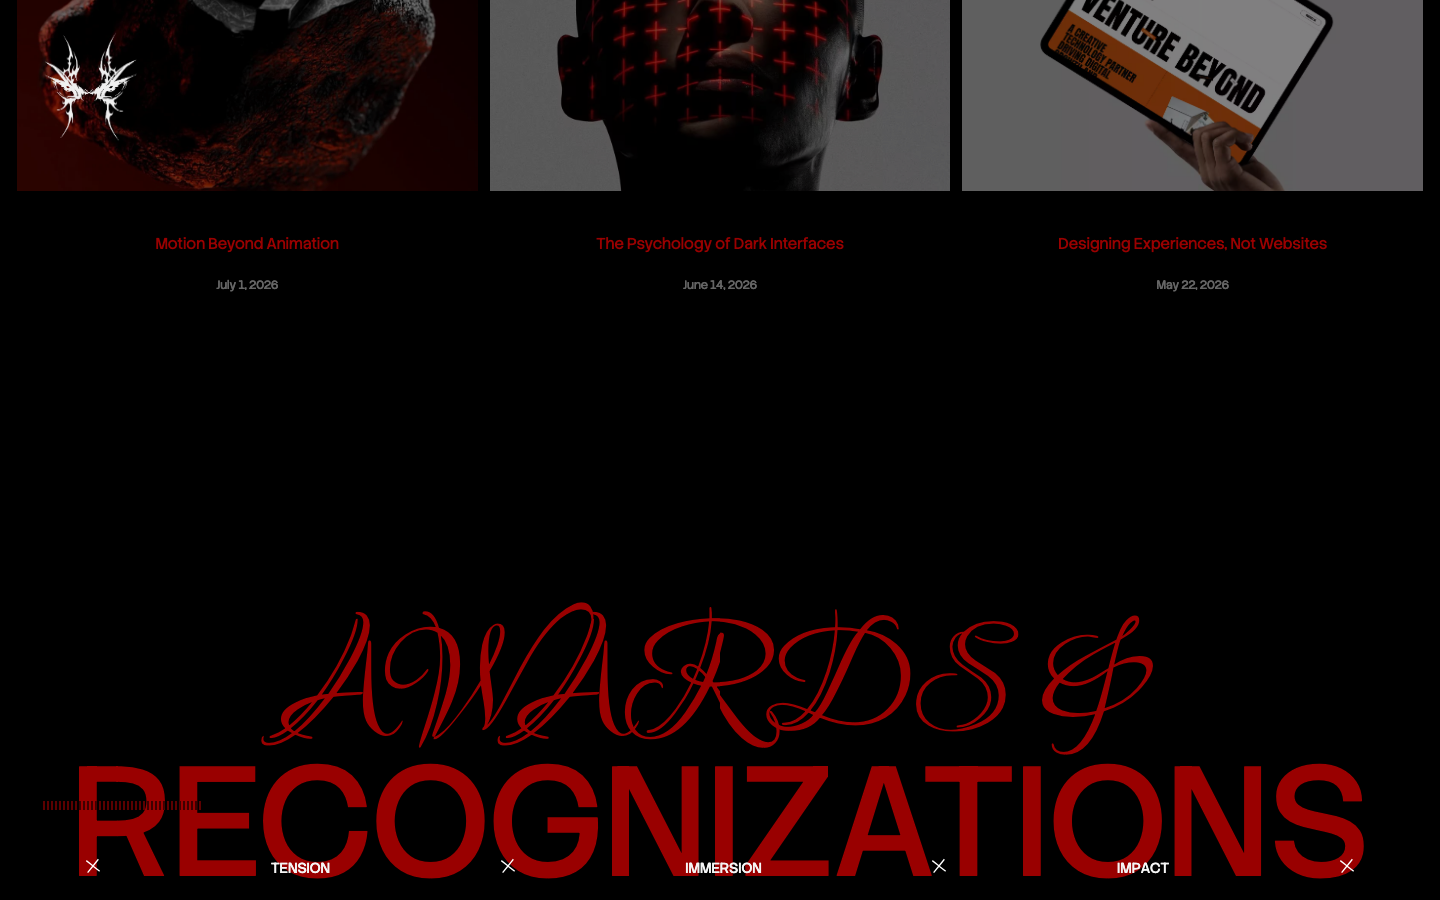 VENTURE BEYOND
A CREATIVE
TECHNOLOGY PARTNER
DRIVING DIGITAL
Motion Beyond Animation
The Psychology of Dark Interfaces
Designing Experiences, Not Websites
July 1, 2026
June 14, 2026
May 22, 2026
AWARDS &
RECOGNIZATIONS
TENSION
IMMERSION
IMPACT